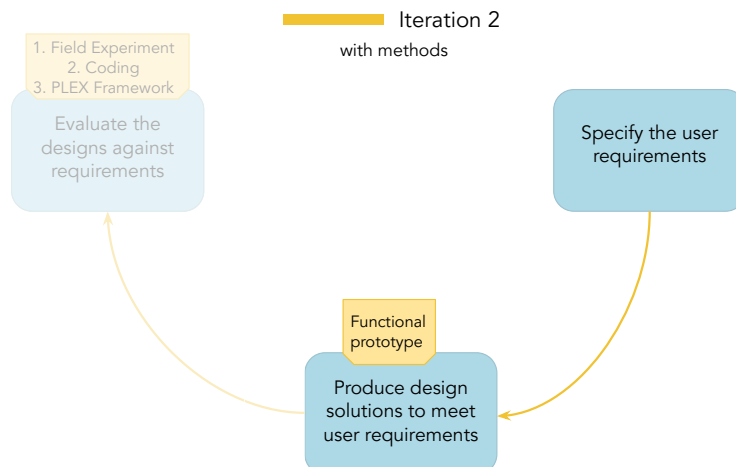 Iteration 2
with methods
1. Field Experiment
2. Coding
3. PLEX Framework
Evaluate the
designs against
requirements
Specify the user
requirements
Functional
prototype
Produce design
solutions to meet
user requirements